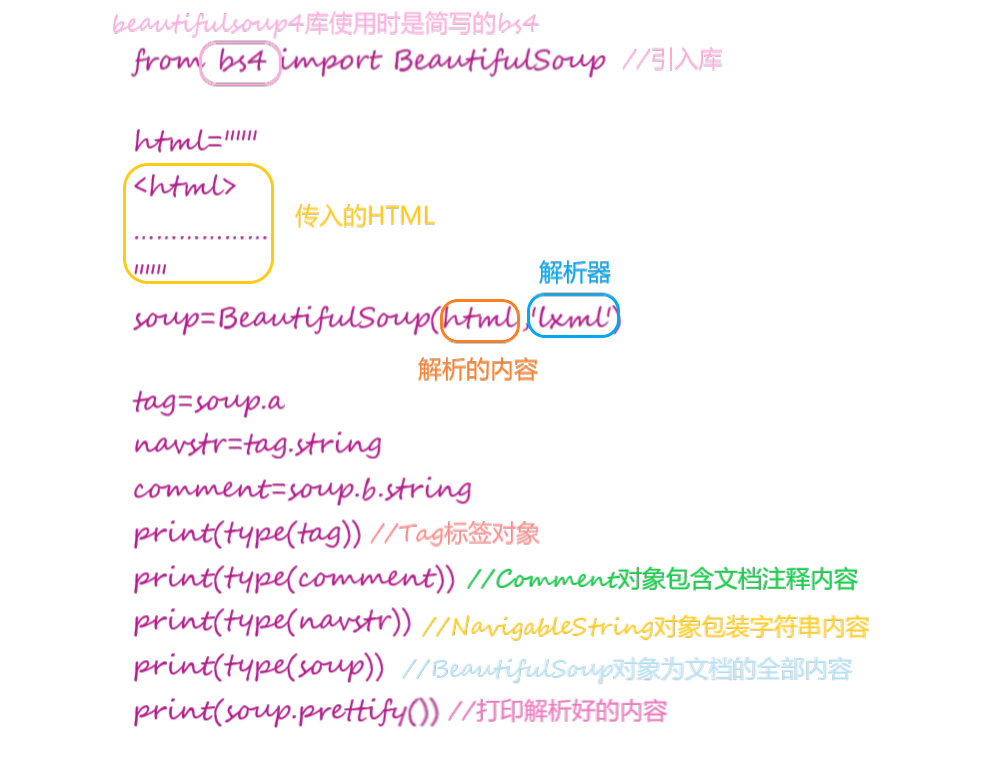 beautifulsoup4库使用时是简写的bs4
from bs4 import BeautifulSoup //引入库
html=""""""
<html>
传入的HTML
..................
""""""
解析器
soup=BeautifulSoup(html,'lxml')
解析的内容
tag=soup.a
navstr=tag.string
comment=soup.b.string
print(type(tag)) //Tag标签对象
print(type(comment)) //Comment对象包含文档注释内容
print(type(navstr)) //NavigableString对象包装字符串内容
print(type(soup)) //BeautifulSoup对象为文档的全部内容
print(soup.prettify()) //打印解析好的内容